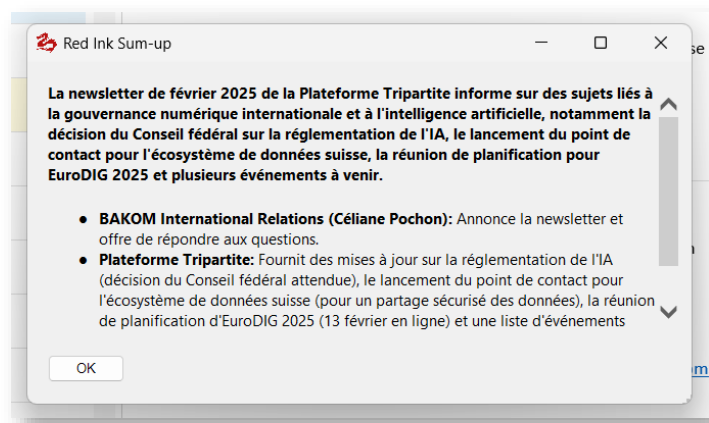 Red Ink Sum-up
se
La newsletter de février 2025 de la Plateforme Tripartite informe sur des sujets liés à
la gouvernance numérique internationale et à l'intelligence artificielle, notamment la
décision du Conseil fédéral sur la réglementation de l'IA, le lancement du point de
contact pour l'écosystème de données suisse, la réunion de planification pour
EuroDIG 2025 et plusieurs événements à venir.
● BAKOM International Relations (Céliane Pochon): Annonce la newsletter et
offre de répondre aux questions.
● Plateforme Tripartite: Fournit des mises à jour sur la réglementation de l'IA
(décision du Conseil fédéral attendue), le lancement du point de contact pour
l'écosystème de données suisse (pour un partage sécurisé des données), la réunion
de planification d'EuroDIG 2025 (13 février en ligne) et une liste d'événements
OK
om